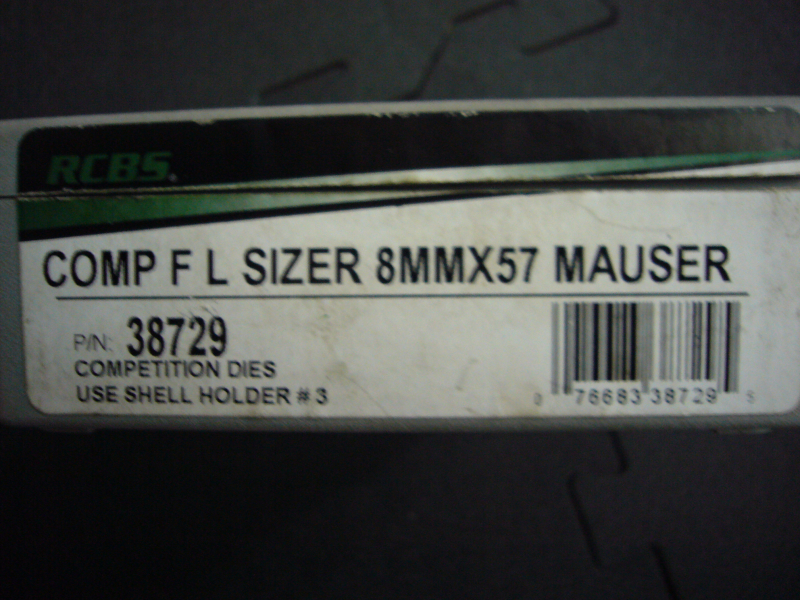 RCBS.
COMP F L SIZER 8MMX57 MAUSER
P/N: 38729
COMPETITION DIES
USE SHELL HOLDER # 3
0 76683 38729 5